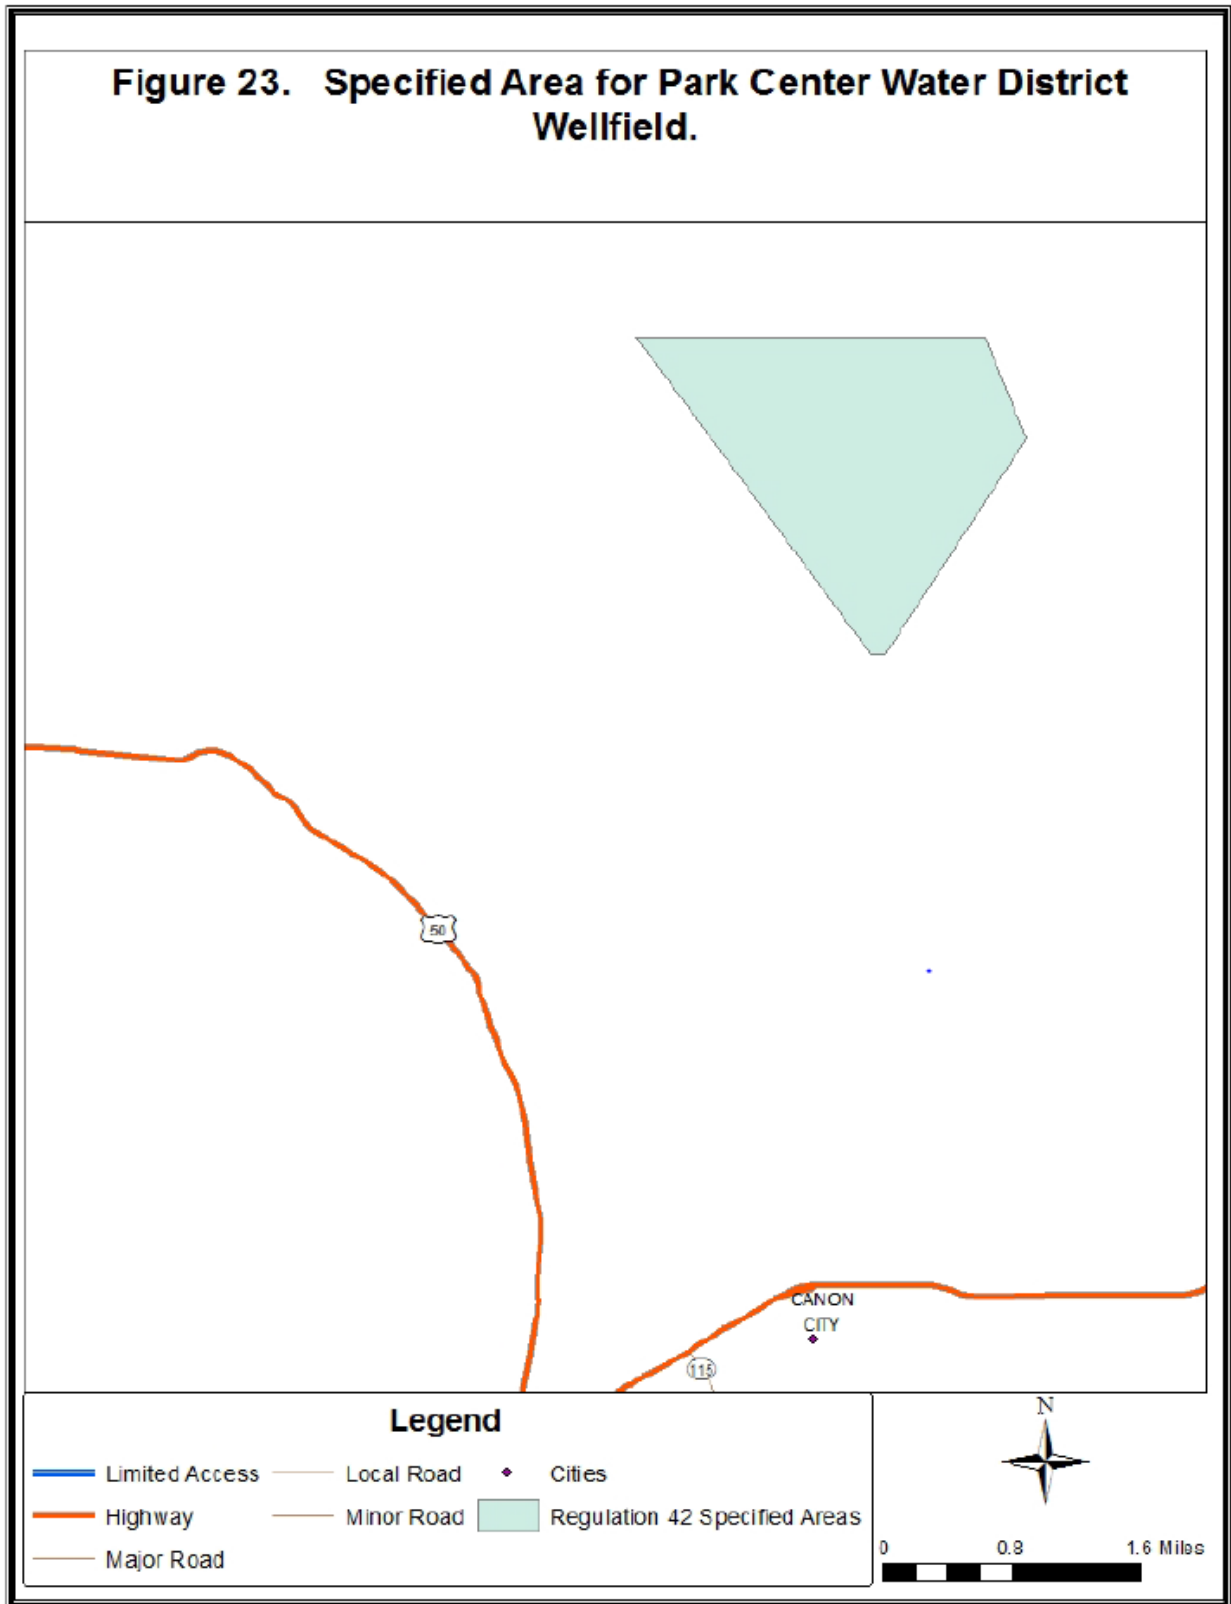 Figure 23. Specified Area for Park Center Water District
Wellfield.
50
CANON
CITY
115
Legend
Limited Access
Local Road
Cities
Highway
Minor Road
Regulation 42 Specified Areas
Major Road
N
0 0.8 1.6 Miles